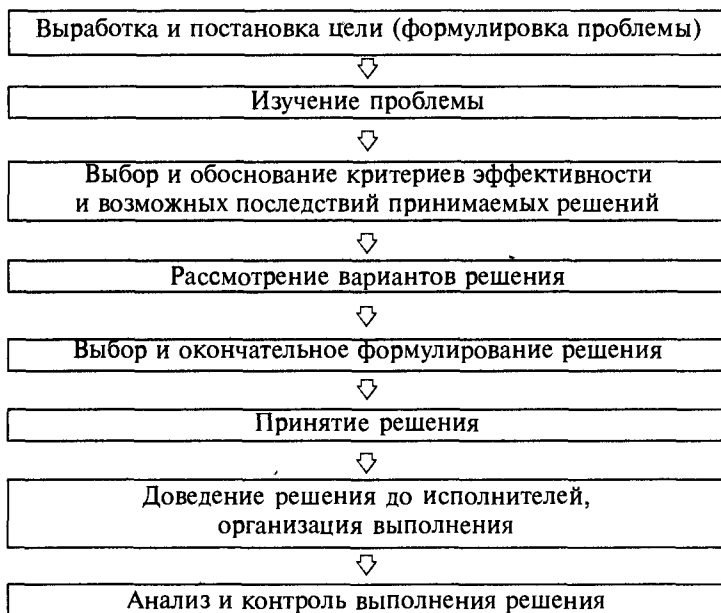 Выработка и постановка цели (формулировка проблемы)
Изучение проблемы
Выбор и обоснование критериев эффективности
и возможных последствий принимаемых решений
Рассмотрение вариантов решения
Выбор и окончательное формулирование решения
Принятие решения
Доведение решения до исполнителей,
организация выполнения
Анализ и контроль выполнения решения